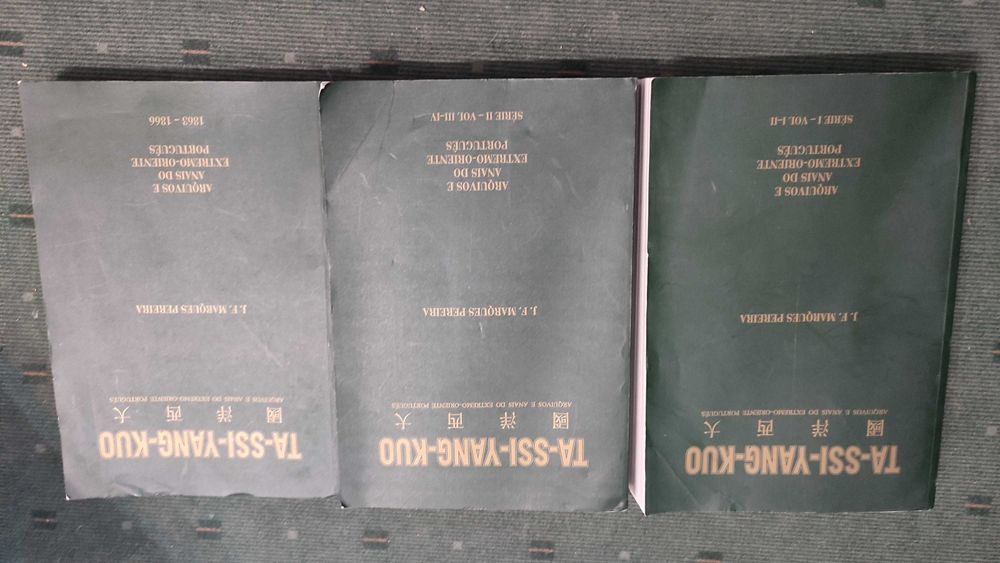 TA-SSI-YANG-KUO
大 西 洋 國
ARQUIVOS E ANAIS DO EXTREMO-ORIENTE PORTUGUÊS
J. F. MARQUES PEREIRA
ARQUIVOS E
ANAIS DO
EXTREMO-ORIENTE
PORTUGUÊS
SÉRIE I – VOL. I-II
TA-SSI-YANG-KUO
大 西 洋 國
ARQUIVOS E ANAIS DO EXTREMO-ORIENTE PORTUGUÊS
J. F. MARQUES PEREIRA
ARQUIVOS E
ANAIS DO
EXTREMO-ORIENTE
PORTUGUÊS
SÉRIE II – VOL. III-IV
TA-SSI-YANG-KUO
大 西 洋 國
ARQUIVOS E ANAIS DO EXTREMO-ORIENTE PORTUGUÊS
J. F. MARQUES PEREIRA
ARQUIVOS E
ANAIS DO
EXTREMO-ORIENTE
PORTUGUÊS
1863 – 1866